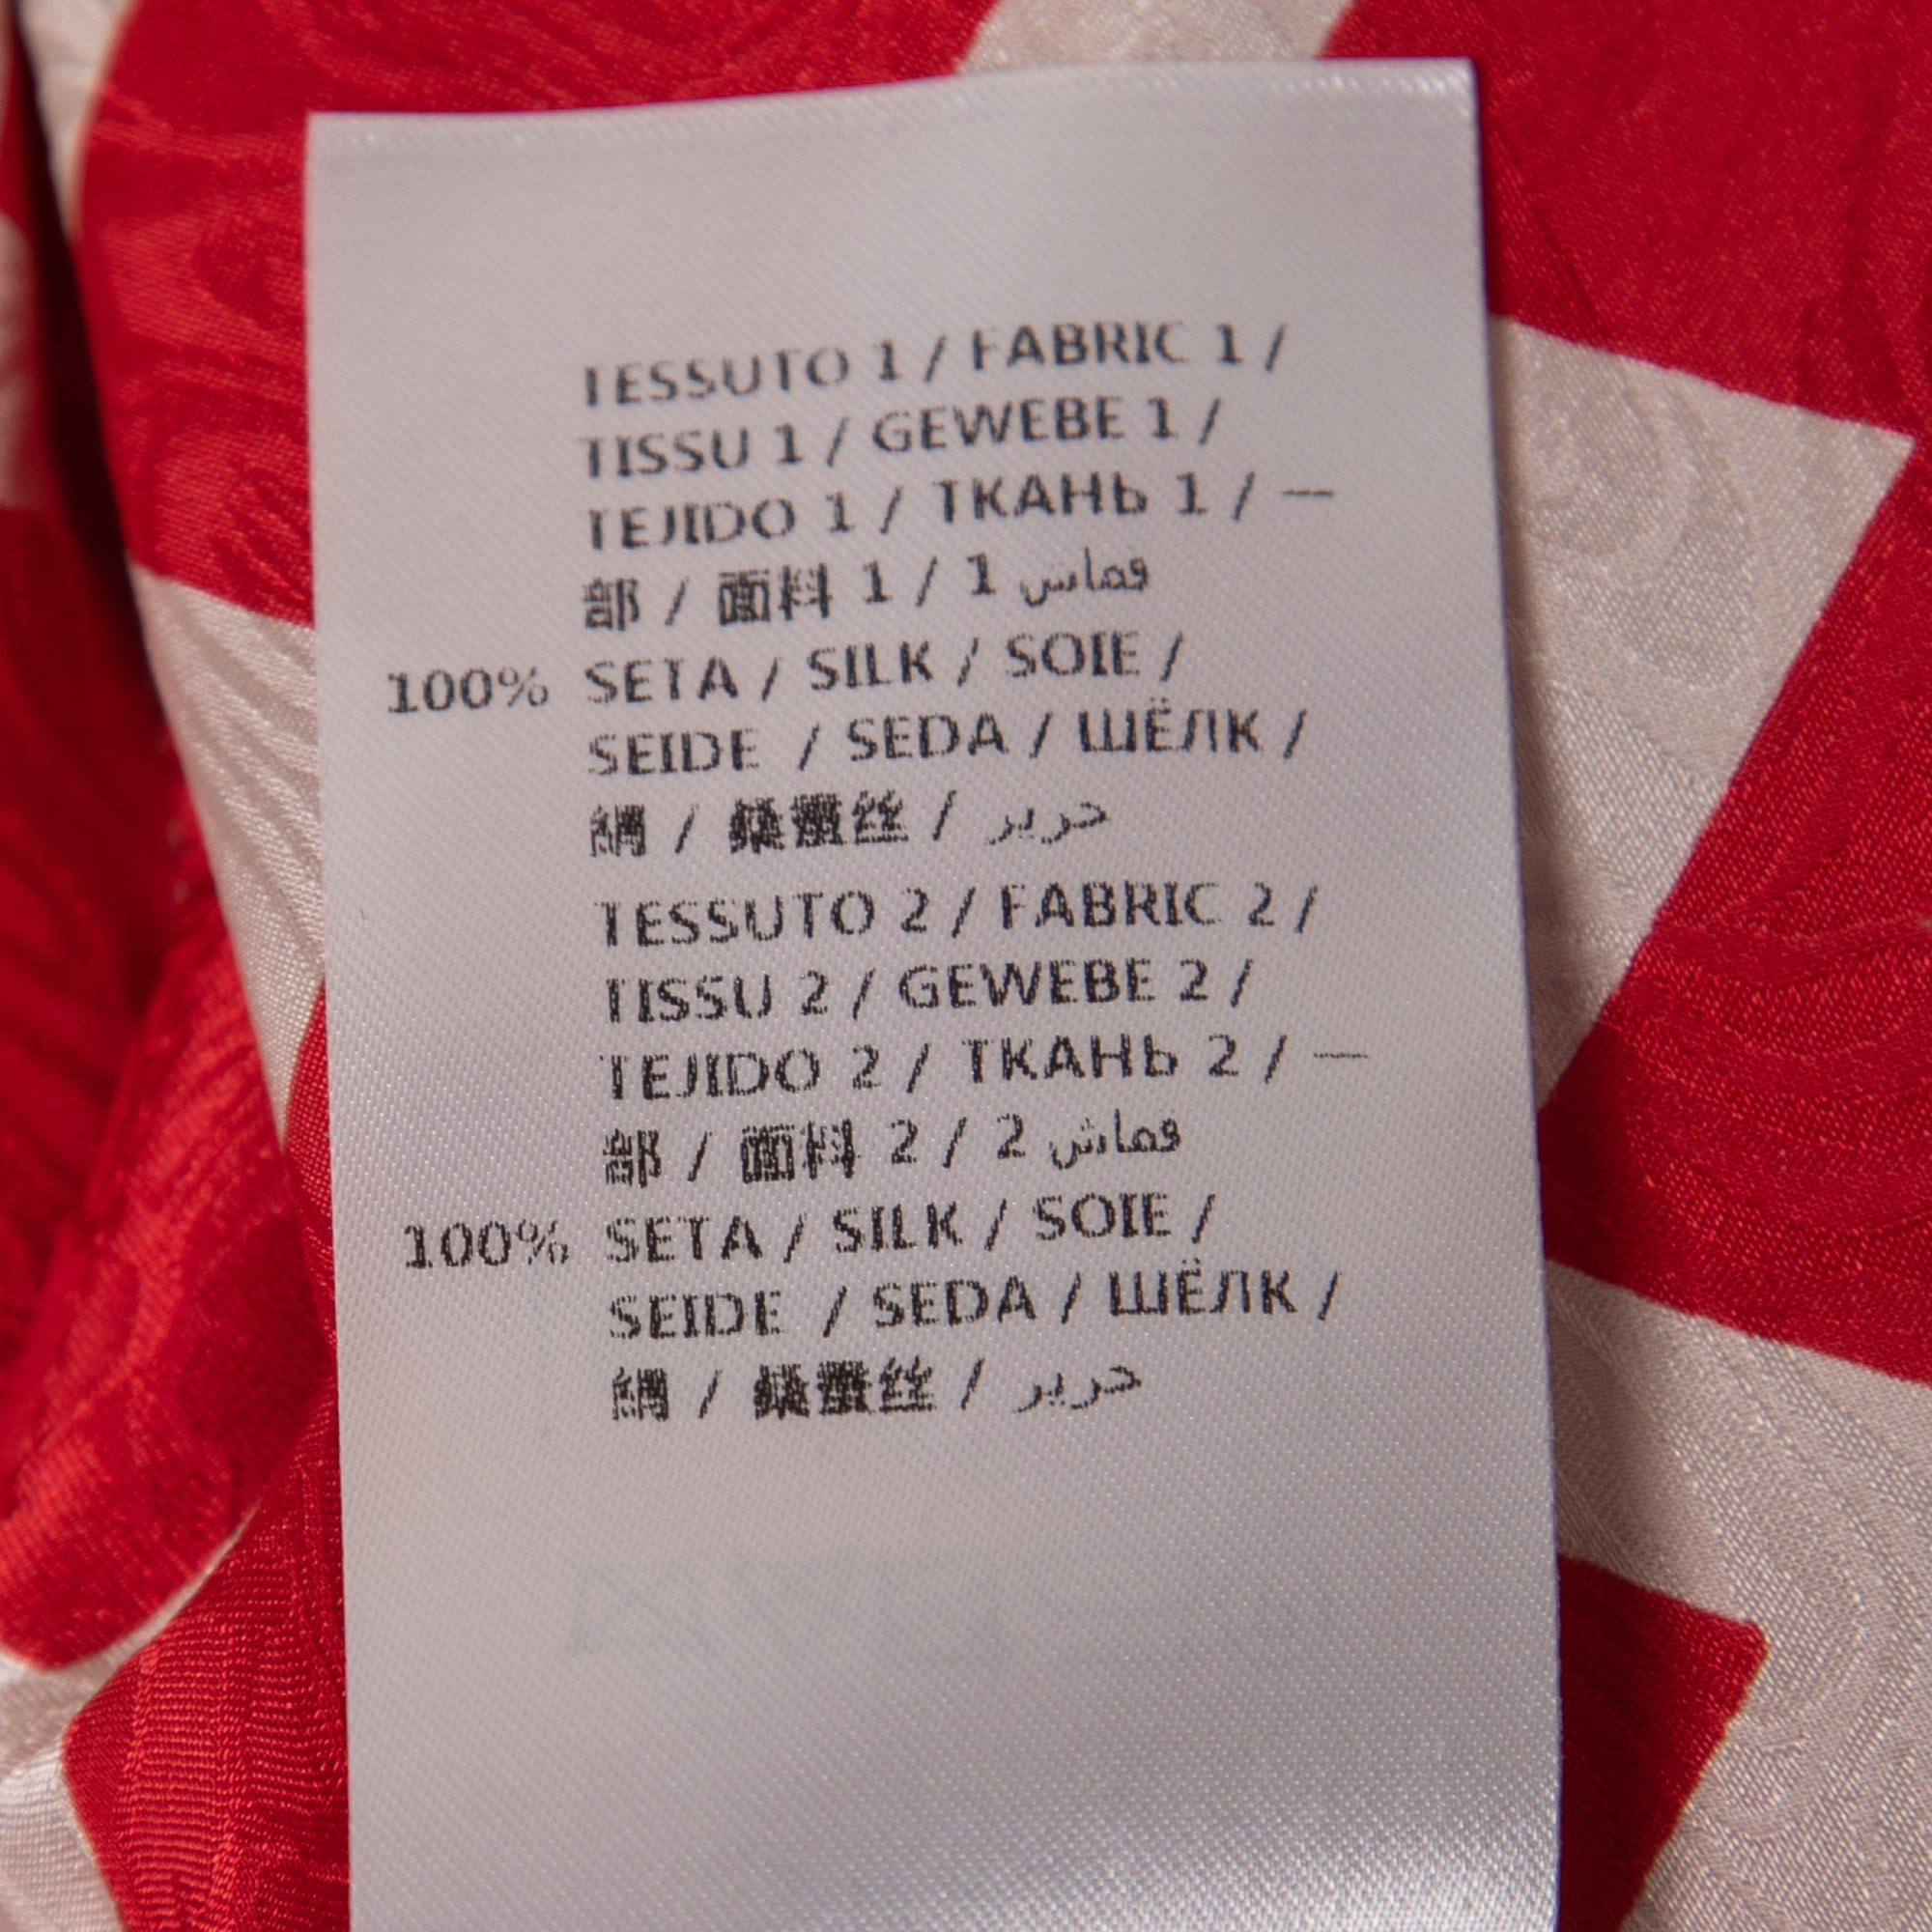 TESSUTO 1 / FABRIC 1 /
TISSU 1 / GEWEBE 1 /
TEJIDO 1 / ТКАНЬ 1 / 一
部 / 面料 1 / 1 قماش
100% SETA / SILK / SOIE /
SEIDE / SEDA / ШЁЛК /
絹 / 桑蚕丝 / حرير
TESSUTO 2 / FABRIC 2 /
TISSU 2 / GEWEBE 2 /
TEJIDO 2 / ТКАНЬ 2 / 一
部 / 面料 2 / 2 قماش
100% SETA / SILK / SOIE /
SEIDE / SEDA / ШЁЛК /
絹 / 桑蚕丝 / حرير